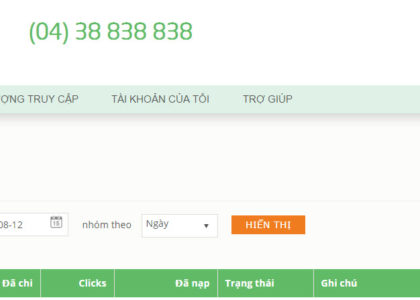 (04) 38 838 838
ỢNG TRUY CẬP TÀI KHOẢN CỦA TÔI TRỢ GIÚP
08-12 15 nhóm theo Ngày HIỂN THỊ
Đã chi Clicks Đã nạp Trạng thái Ghi chú